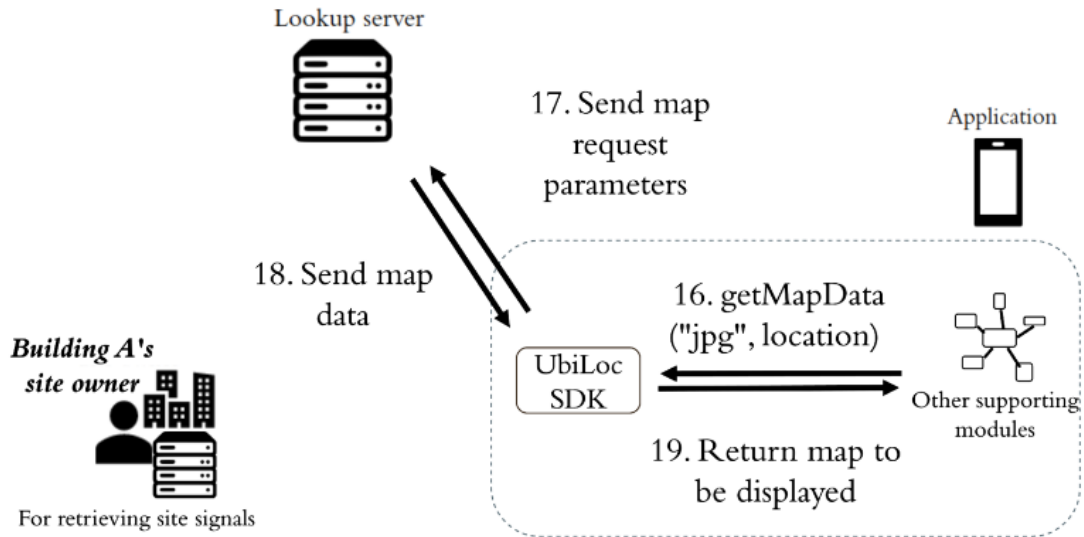 Lookup server
17. Send map
request
parameters
Application
18. Send map
data
16. getMapData
("jpg", location)
Building A's
site owner
UbiLoc
SDK
Other supporting
modules
19. Return map to
be displayed
For retrieving site signals